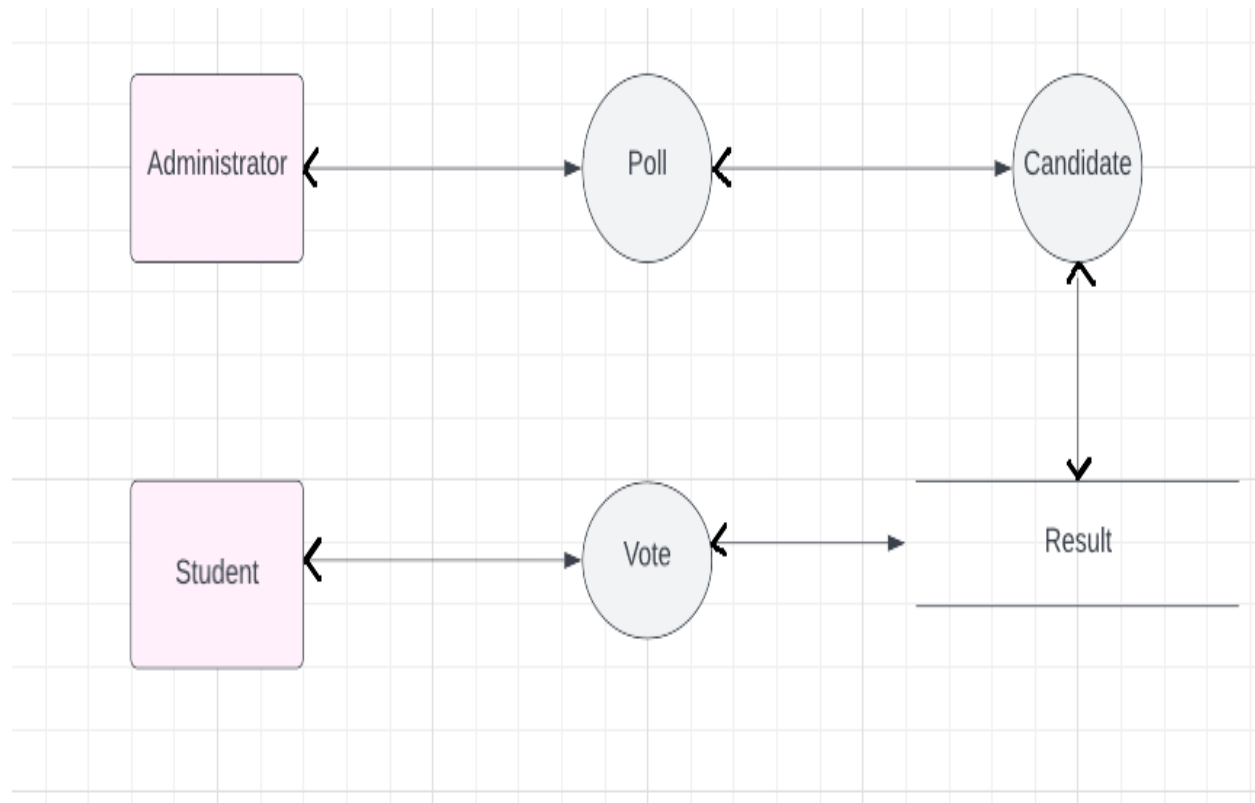 Administrator
Poll
Candidate
Student
Vote
Result